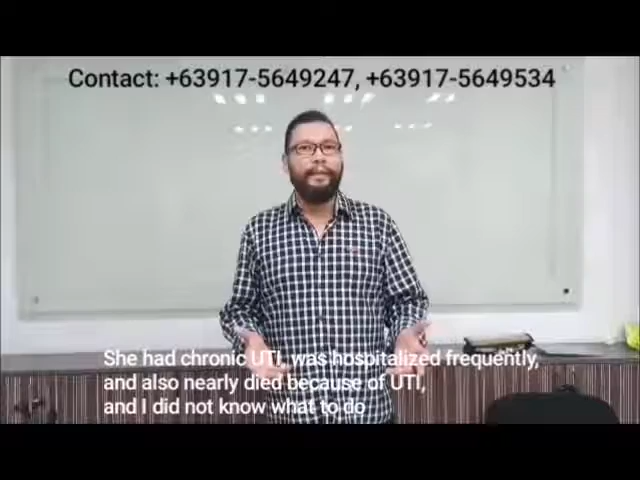 Contact: +63917-5649247, +63917-5649534
She had chronic UTI, was hospitalized frequently,
and also nearly died because of UTI,
and I did not know what to do